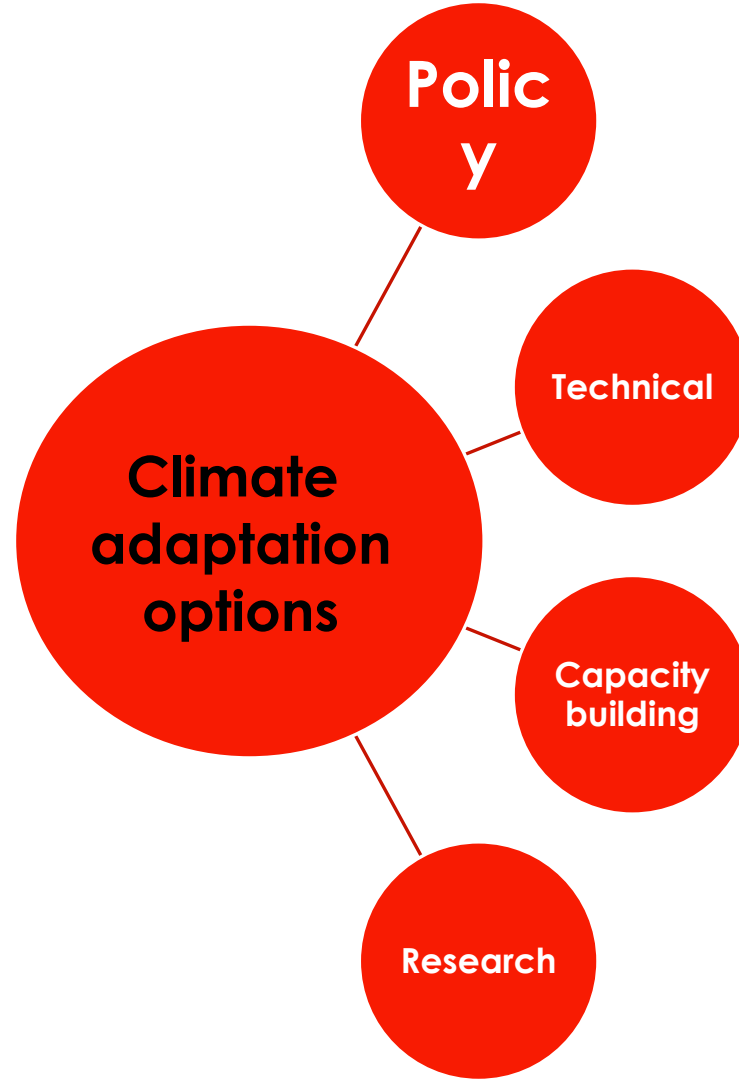 Polic
y
Technical
Climate
adaptation
options
Capacity
building
Research